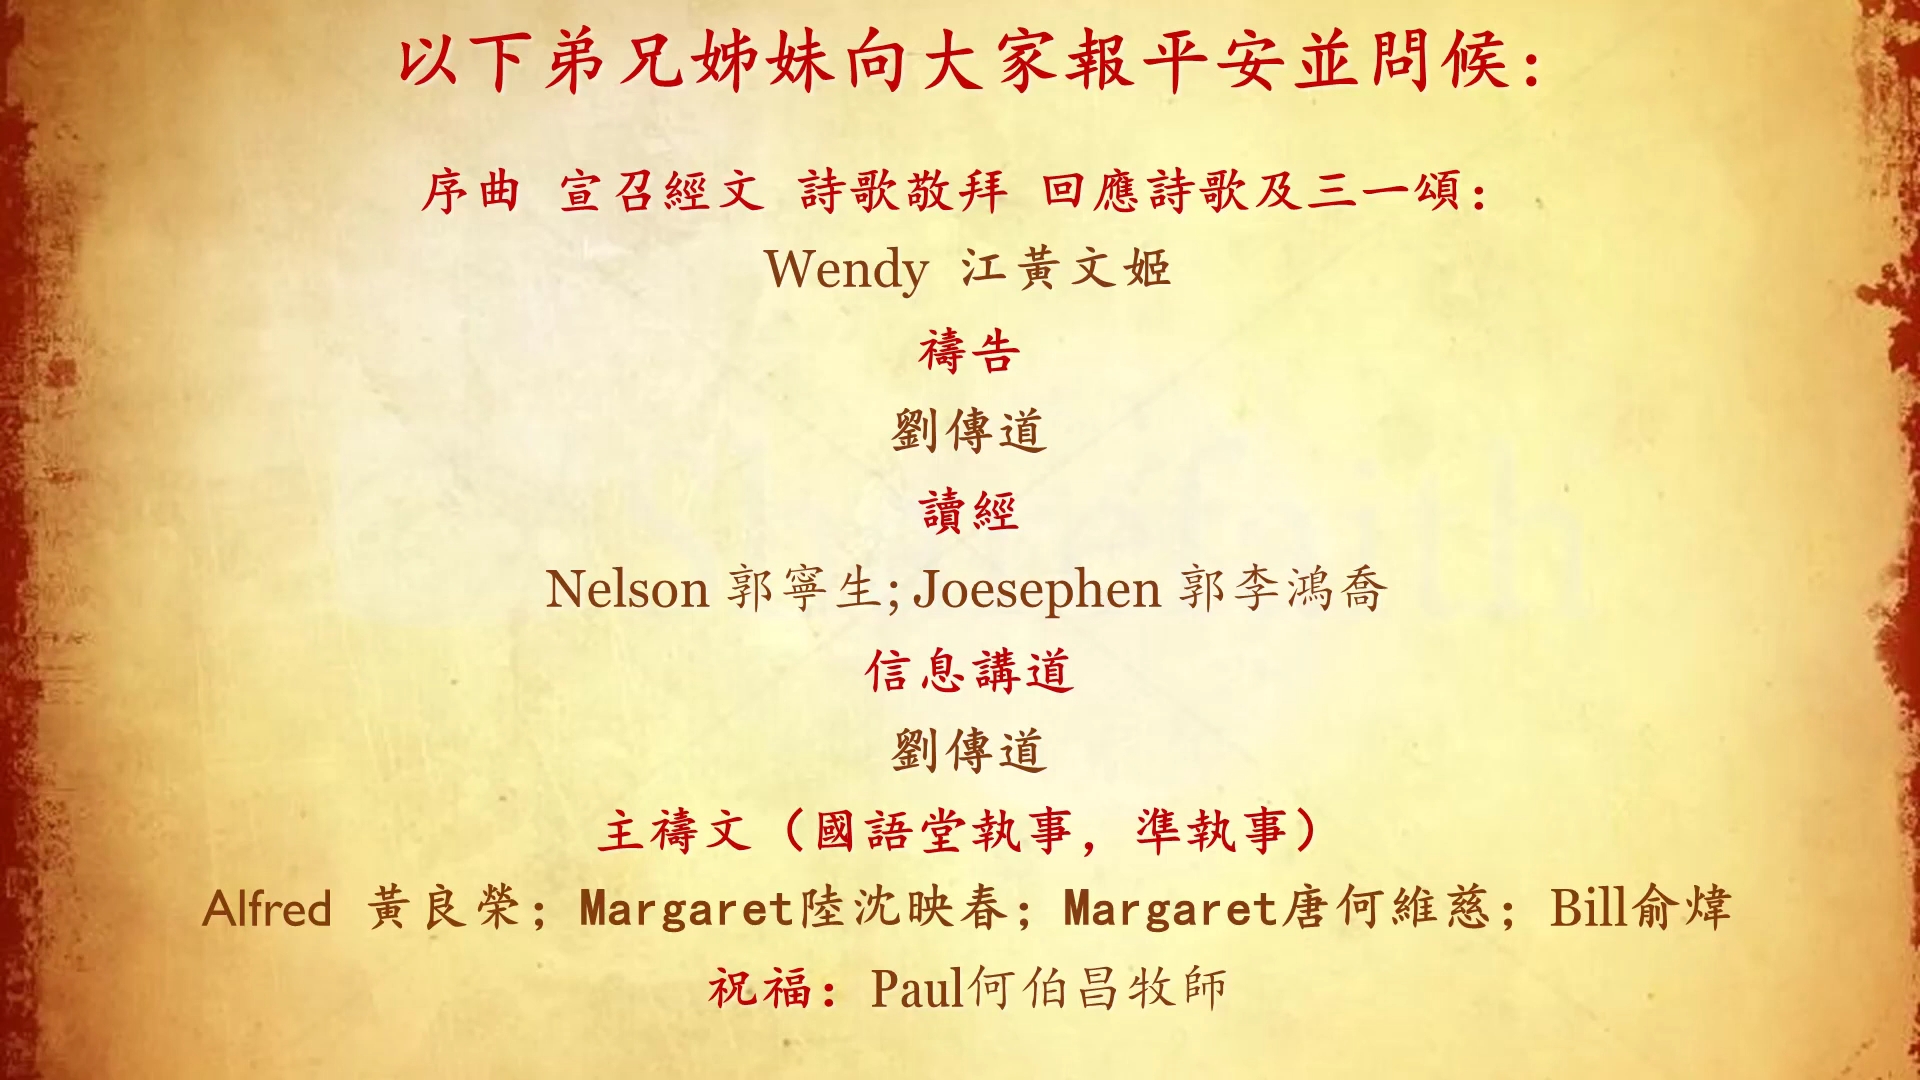 以下弟兄姊妹向大家報平安並問候：
序曲 宣召經文 詩歌敬拜 回應詩歌及三一頌：
Wendy 江黃文姬
禱告
劉傳道
讀經
Nelson 郭寧生; Joesephen 郭李鴻喬
信息講道
劉傳道
主禱文（國語堂執事，準執事）
Alfred 黃良榮；Margaret陸沈映春；Margaret唐何維慈；Bill俞煒
祝福：Paul何伯昌牧師